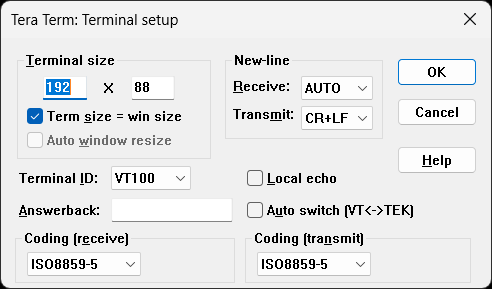 Tera Term: Terminal setup
Terminal size
192 X 88
Term size = win size
Auto window resize
New-line
Receive: AUTO
Transmit: CR+LF
OK
Cancel
Help
Terminal ID: VT100
Local echo
Answerback:
Auto switch (VT<->TEK)
Coding (receive)
ISO8859-5
Coding (transmit)
ISO8859-5